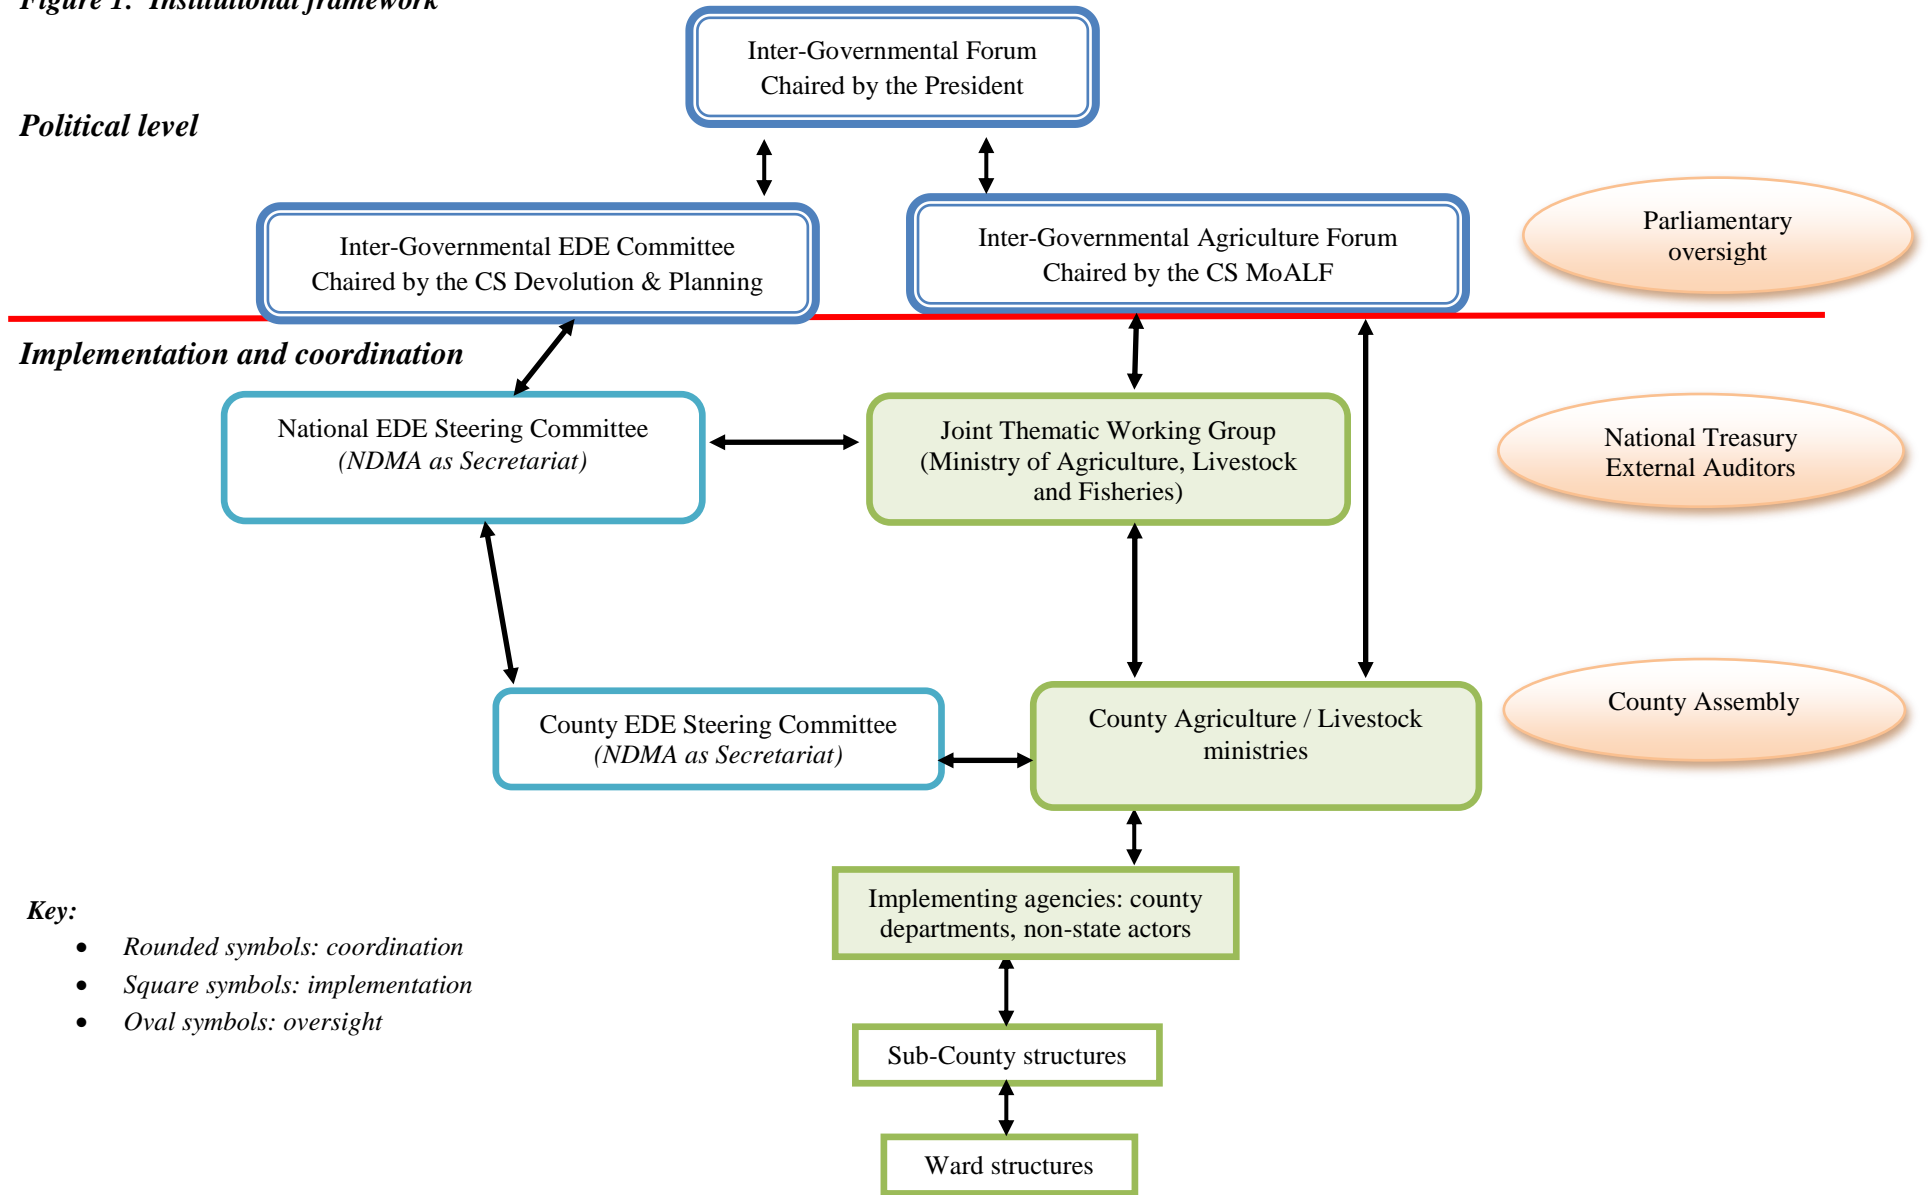 Figure 1: Institutional framework
Inter-Governmental Forum
Chaired by the President
Political level
Inter-Governmental EDE Committee
Chaired by the CS Devolution & Planning
Inter-Governmental Agriculture Forum
Chaired by the CS MoALF
Parliamentary
oversight
Implementation and coordination
National EDE Steering Committee
(NDMA as Secretariat)
Joint Thematic Working Group
(Ministry of Agriculture, Livestock
and Fisheries)
National Treasury
External Auditors
County EDE Steering Committee
(NDMA as Secretariat)
County Agriculture / Livestock
ministries
County Assembly
Implementing agencies: county
departments, non-state actors
Key:
• Rounded symbols: coordination
• Square symbols: implementation
• Oval symbols: oversight
Sub-County structures
Ward structures